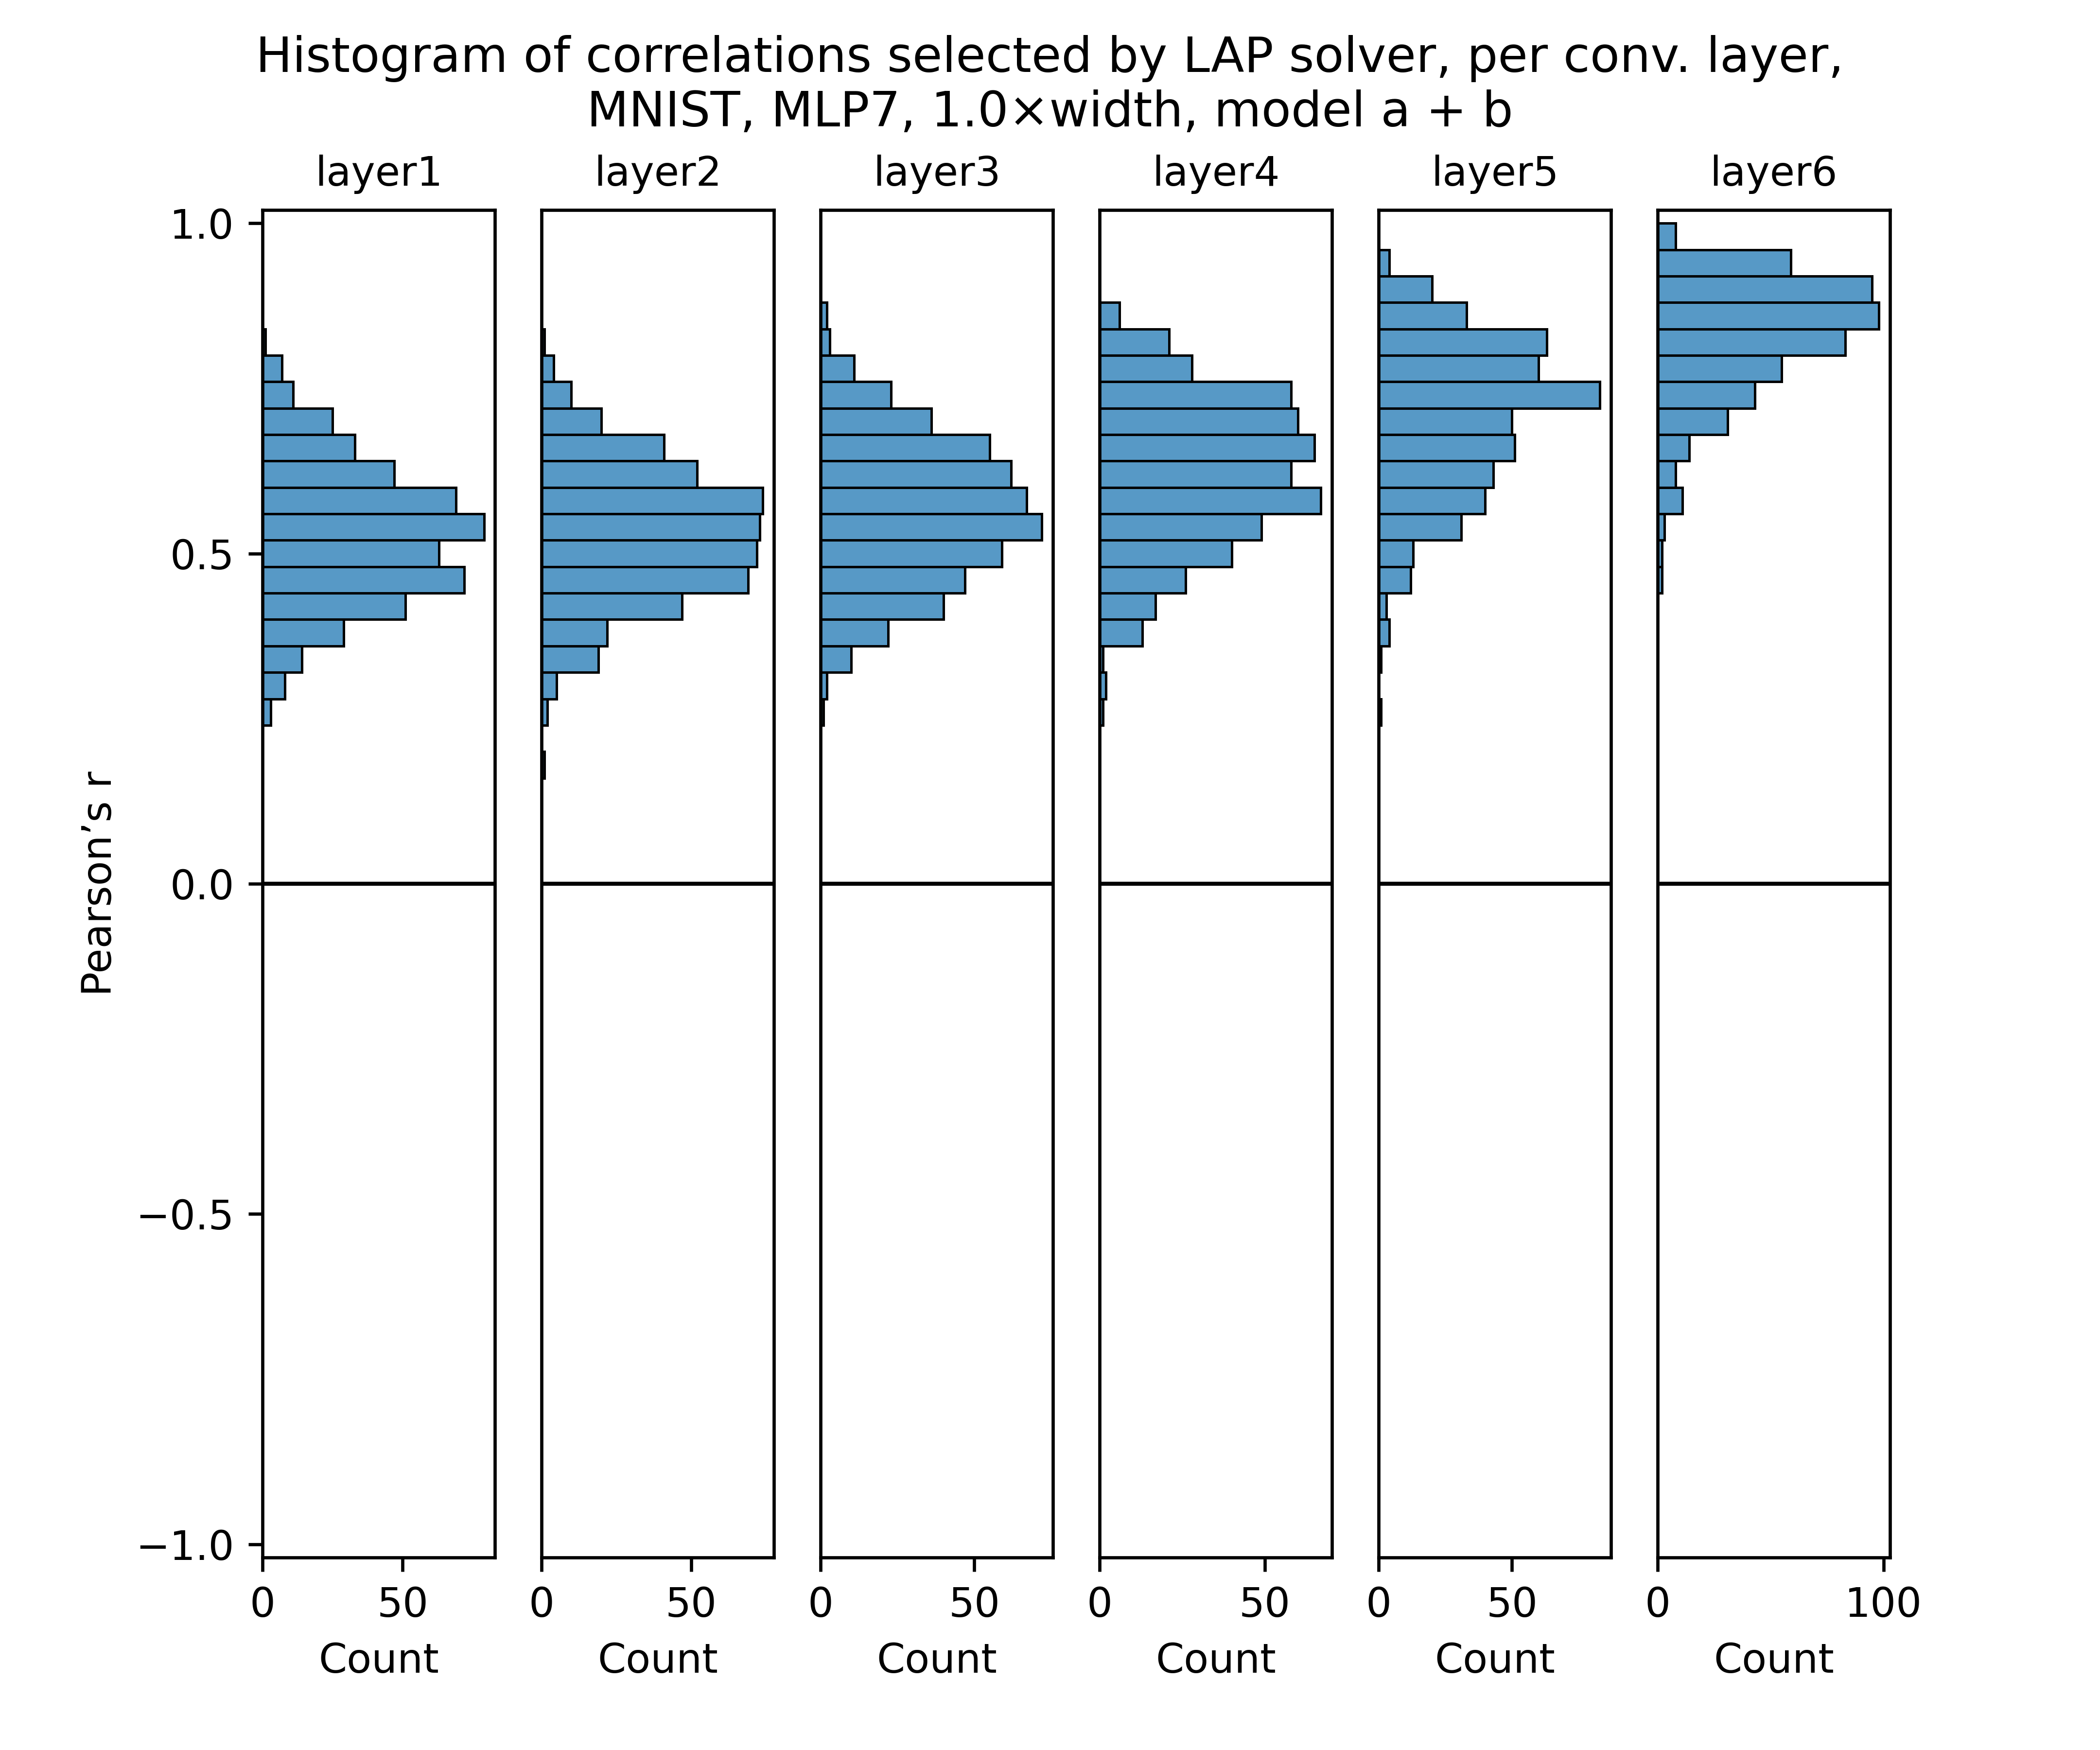 Histogram of correlations selected by LAP solver, per conv. layer,
MNIST, MLP7, 1.0×width, model a + b
layer1 layer2 layer3 layer4 layer5 layer6
Pearson’s r
1.0
0.5
0.0
−0.5
−1.0
0 50 0 50 0 50 0 50 0 50 0 100
Count Count Count Count Count Count